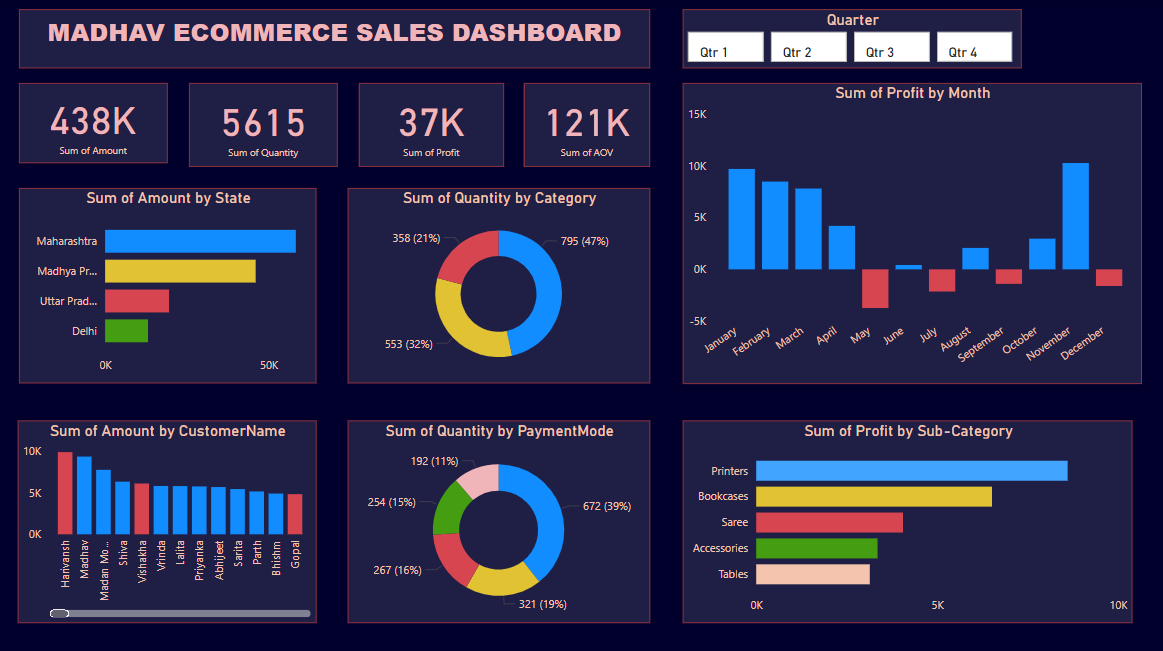 MADHAV ECOMMERCE SALES DASHBOARD
Quarter
Qtr 1
Qtr 2
Qtr 3
Qtr 4
438K
Sum of Amount
5615
Sum of Quantity
37K
Sum of Profit
121K
Sum of AOV
Sum of Profit by Month
15K
10K
5K
0K
-5K
January
February
March
April
May
June
July
August
September
October
November
December
Sum of Amount by State
Maharashtra
Madhya Pr...
Uttar Prad...
Delhi
0K
50K
Sum of Quantity by Category
358 (21%)
795 (47%)
553 (32%)
Sum of Amount by CustomerName
10K
5K
0K
Harivansh
Madhav
Madan Mo...
Shiva
Vishakha
Vrinda
Lalita
Priyanka
Abhijeet
Sarita
Parth
Bhishm
Gopal
Sum of Quantity by PaymentMode
192 (11%)
254 (15%)
672 (39%)
267 (16%)
321 (19%)
Sum of Profit by Sub-Category
Printers
Bookcases
Saree
Accessories
Tables
0K
5K
10K